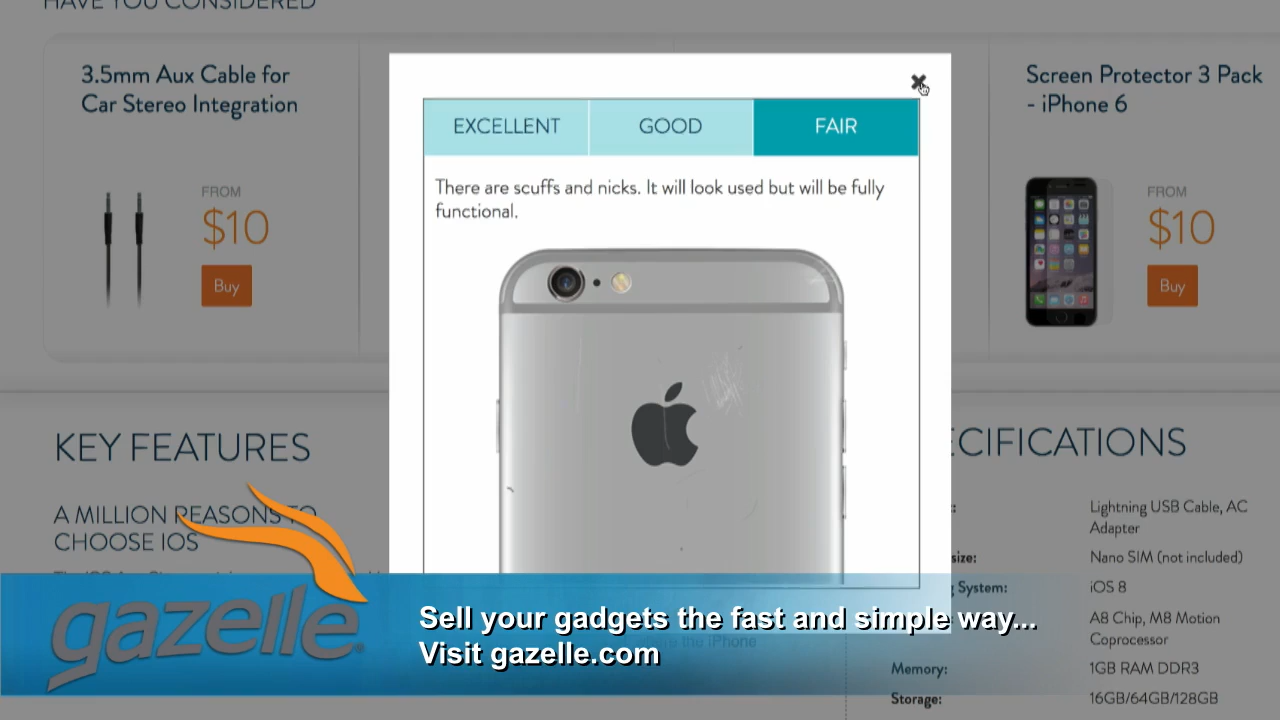 HAVE YOU CONSIDERED
3.5mm Aux Cable for
Car Stereo Integration
FROM
$10
Buy
EXCELLENT
GOOD
FAIR
There are scuffs and nicks. It will look used but will be fully
functional.
Screen Protector 3 Pack
- iPhone 6
FROM
$10
Buy
KEY FEATURES
A MILLION REASONS TO
CHOOSE IOS
ECIFICATIONS
Lightning USB Cable, AC
Adapter
size:
Nano SIM (not included)
System:
iOS 8
A8 Chip, M8 Motion
Coprocessor
Memory:
1GB RAM DDR3
Storage:
16GB/64GB/128GB
the iPhone
gazelle
Sell your gadgets the fast and simple way...
Visit gazelle.com